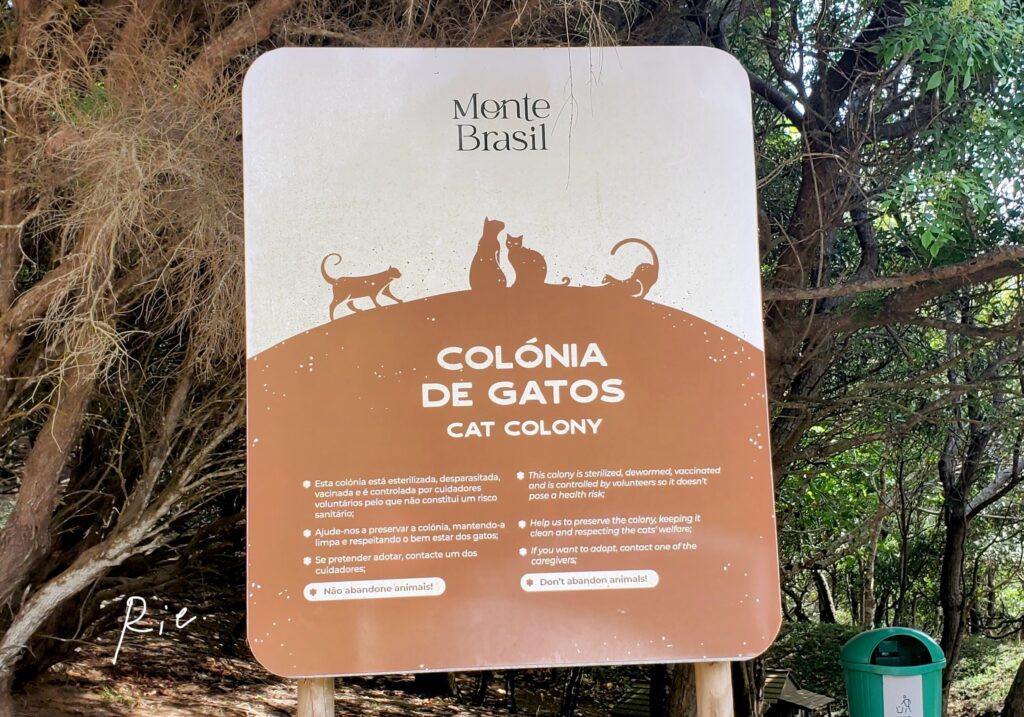 Monte
Brasil
COLÓNIA
DE GATOS
CAT COLONY
Esta colónia está esterilizada, desparasitada,
vacinada e é controlada por cuidadores
voluntários pelo que não constitui um risco
sanitário;
Ajude-nos a preservar a colónia, mantendo-a
limpa e respeitando o bem estar dos gatos;
Se pretender adotar, contacte um dos
cuidadores;
Não abandone animais!
This colony is sterilized, dewormed, vaccinated
and is controlled by volunteers so it doesn't
pose a health risk;
Help us to preserve the colony, keeping it
clean and respecting the cats' welfare;
If you want to adopt, contact one of the
caregivers;
Don't abandon animals!
Ric